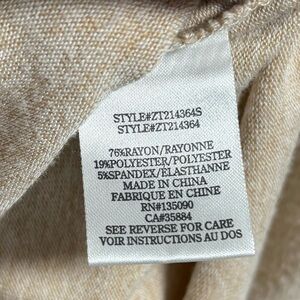 STYLE#ZT214364S
STYLE#ZT214364
76%RAYON/RAYONNE
19%POLYESTER/POLYESTER
5%SPANDEX/ÉLASTHANNE
MADE IN CHINA
FABRIQUE EN CHINE
RN#135090
CA#35884
SEE REVERSE FOR CARE
VOIR INSTRUCTIONS AU DOS